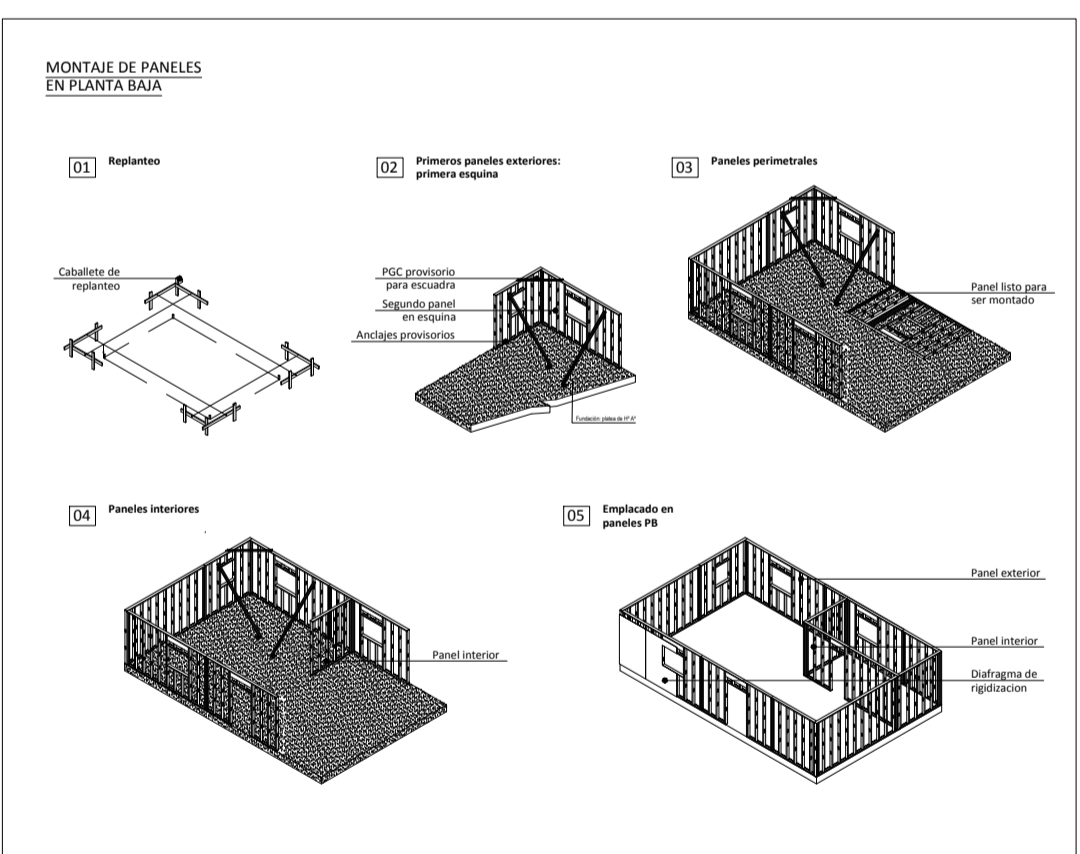 MONTAJE DE PANELES
EN PLANTA BAJA
01
Replanteo
Caballete de
replanteo
02
Primeros paneles exteriores:
primera esquina
PGC provisorio
para escuadra
Segundo panel
en esquina
Anclajes provisorios
Fundación: platea de Hº Aº
03
Paneles perimetrales
Panel listo para
ser montado
04
Paneles interiores
Panel interior
05
Emplacado en
paneles PB
Panel exterior
Panel interior
Diafragma de
rigidizacion